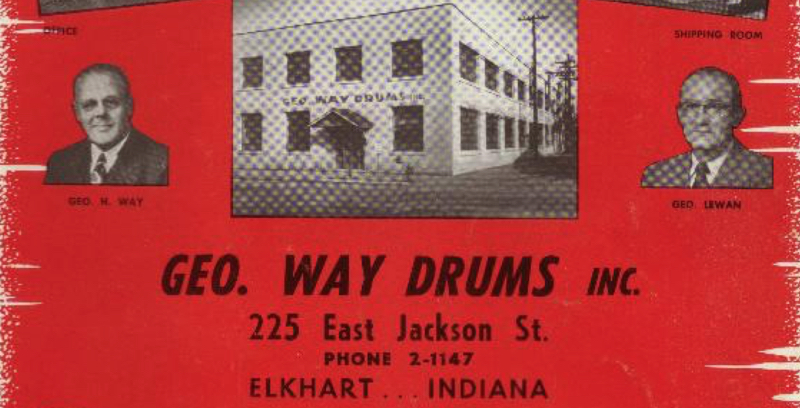 OFFICE
SHIPPING ROOM
GEO. WAY DRUMS INC.
GEO. H. WAY
GEO. LEWAN
GEO. WAY DRUMS INC.
225 East Jackson St.
PHONE 2-1147
ELKHART... INDIANA